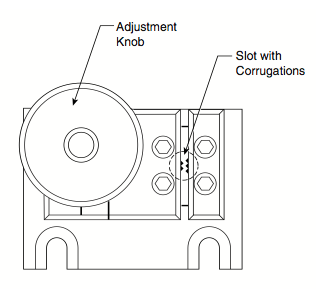 Adjustment
Knob
Slot with
Corrugations